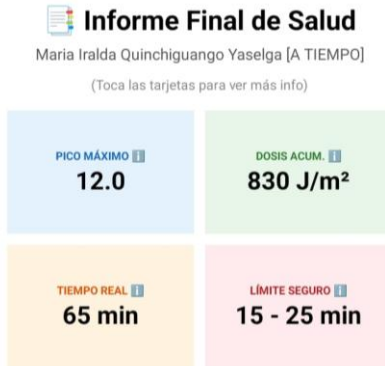 Informe Final de Salud
Maria Iralda Quinchiguango Yaselga [A TIEMPO]
(Toca las tarjetas para ver más info)
PICO MÁXIMO ℹ️
12.0
DOSIS ACUM. ℹ️
830 J/m²
TIEMPO REAL ℹ️
65 min
LÍMITE SEGURO ℹ️
15 - 25 min